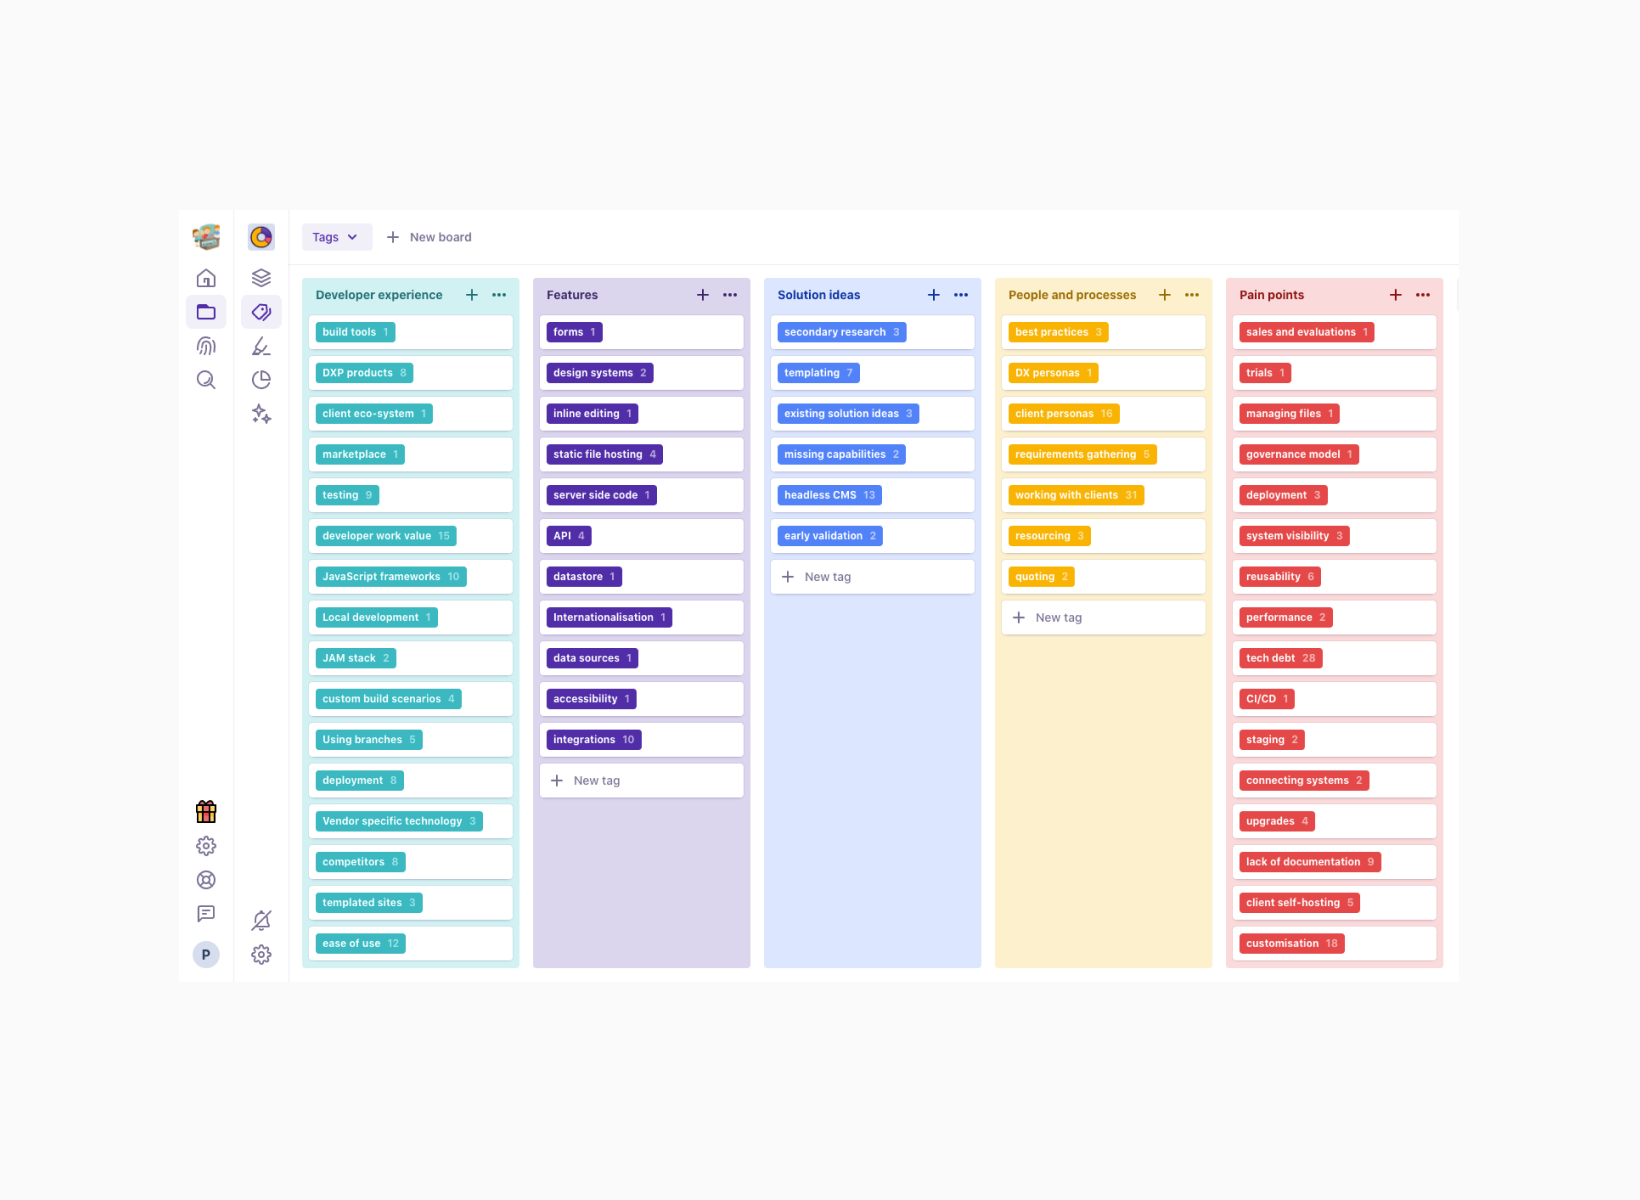 Tags
New board
Developer experience
build tools 1
DXP products 8
client eco-system 1
marketplace 1
testing 9
developer work value 15
JavaScript frameworks 10
Local development 1
JAM stack 2
custom build scenarios 4
Using branches 5
deployment 8
Vendor specific technology 3
competitors 8
templated sites 3
ease of use 12
Features
forms 1
design systems 2
inline editing 1
static file hosting 4
server side code 1
API 4
datastore 1
Internationalisation 1
data sources 1
accessibility 1
integrations 10
New tag
Solution ideas
secondary research 3
templating 7
existing solution ideas 3
missing capabilities 2
headless CMS 13
early validation 2
New tag
People and processes
best practices 3
DX personas 1
client personas 16
requirements gathering 5
working with clients 31
resourcing 3
quoting 2
New tag
Pain points
sales and evaluations 1
trials 1
managing files 1
governance model 1
deployment 3
system visibility 3
reusability 6
performance 2
tech debt 28
CI/CD 1
staging 2
connecting systems 2
upgrades 4
lack of documentation 9
client self-hosting 5
customisation 18
P